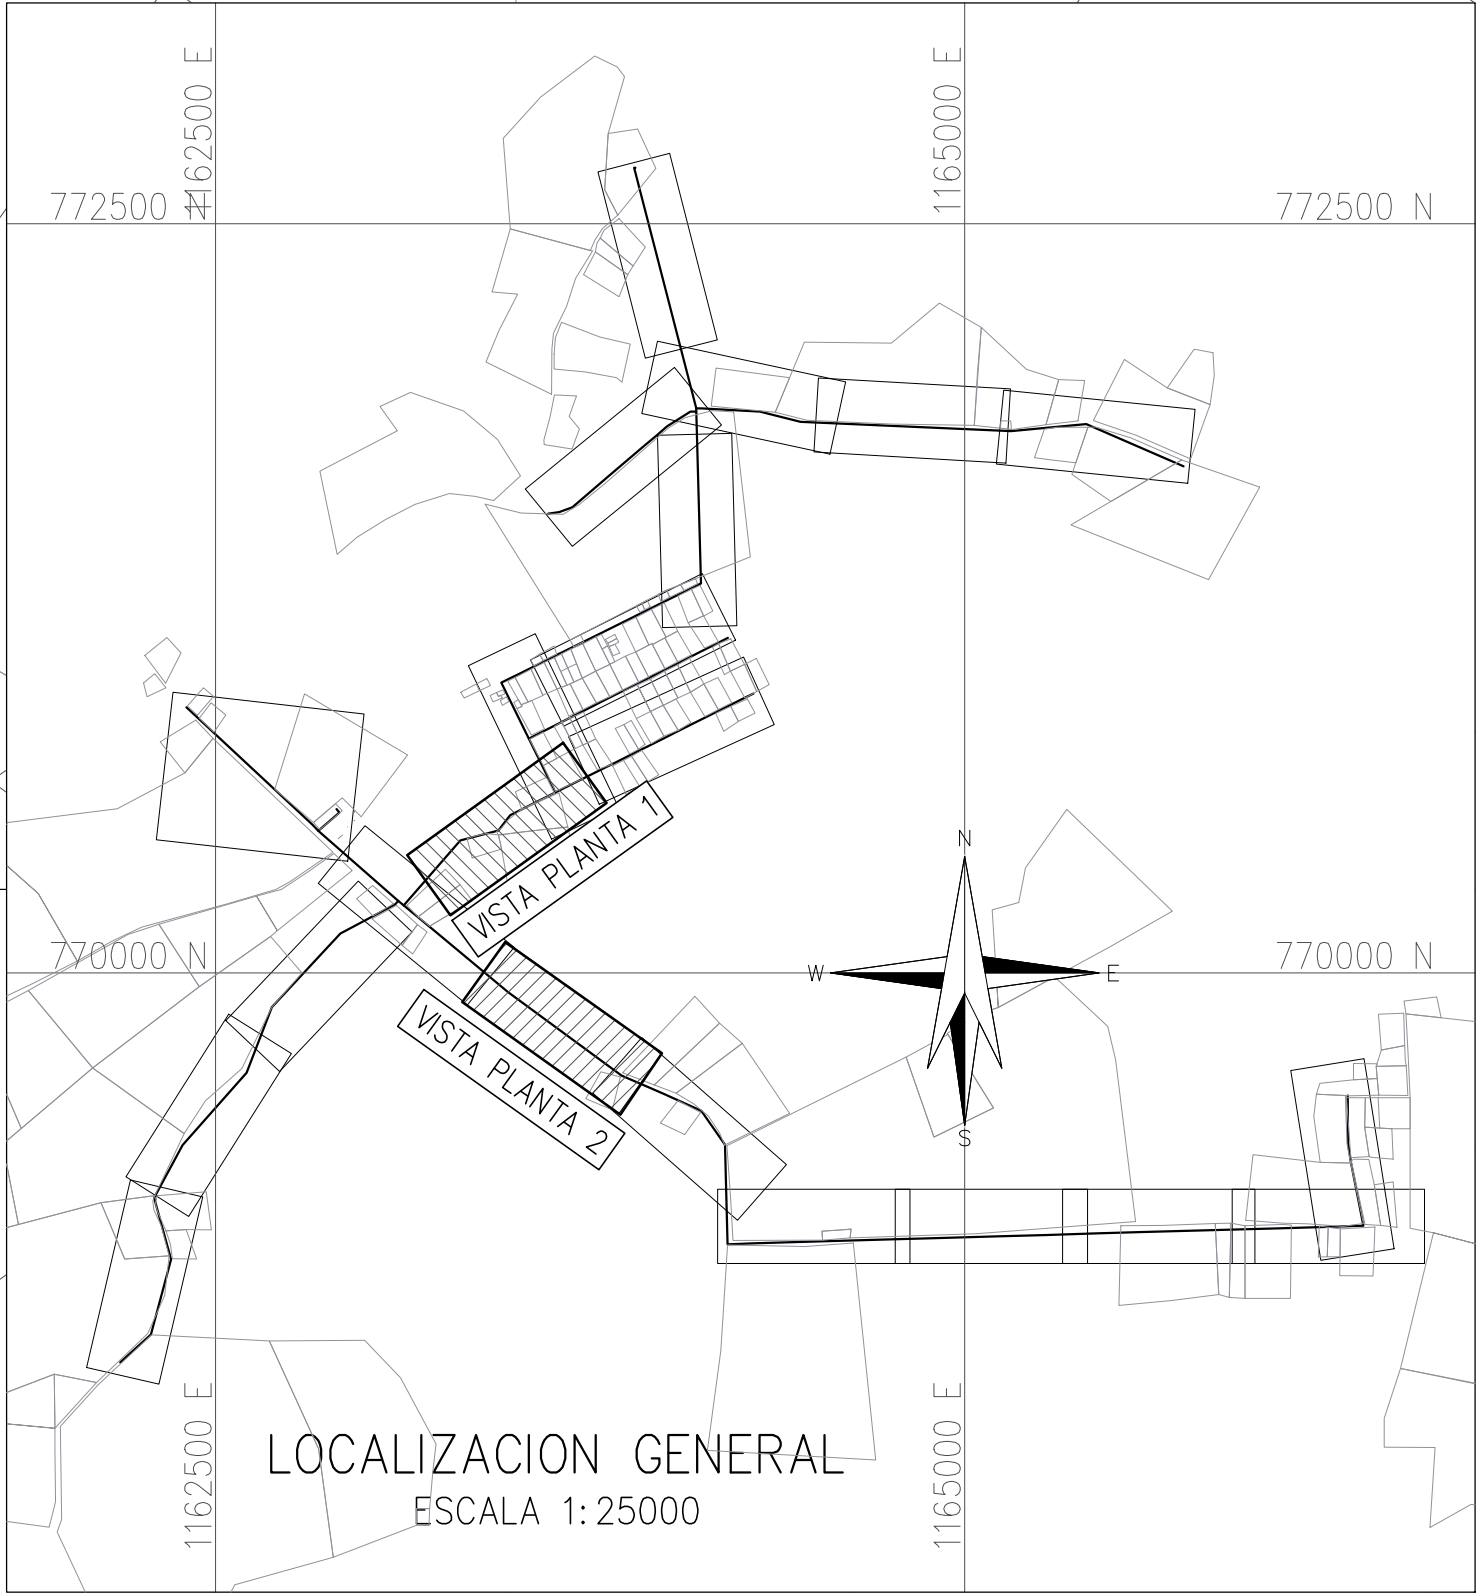 1162500 E
1165000 E
772500 N
772500 N
VISTA PLANTA 1
N
770000 N
W
E
770000 N
VISTA PLANTA 2
S
1162500 E
1165000 E
LOCALIZACION GENERAL
ESCALA 1:25000